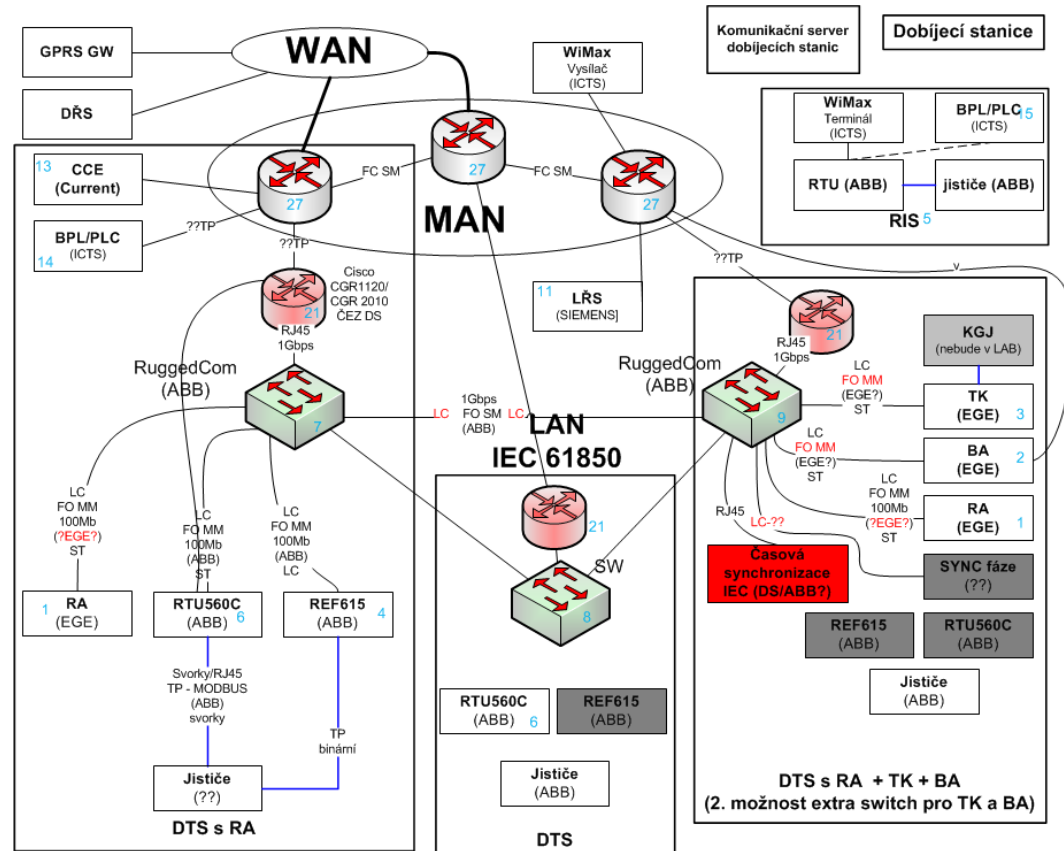 GPRS GW
DŘS
WAN
WiMax
Vysílač
(ICTS)
Komunikační server
dobíjecích stanic
Dobíjecí stanice
WiMax
Terminál
(ICTS)
BPL/PLC
(ICTS)
15
RTU (ABB)
jističe (ABB)
RIS
5
13
CCE
(Current)
BPL/PLC
(ICTS)
14
27
FC SM
27
FC SM
27
MAN
??TP
??TP
??TP
v
Cisco
CGR1120/
CGR 2010
ČEZ DS
21
RJ45
1Gbps
11
LŘS
(SIEMENS]
21
RJ45
1Gbps
RuggedCom
(ABB)
7
LC
1Gbps
FO SM
(ABB)
LC
LAN
IEC 61850
RuggedCom
(ABB)
9
KGJ
(nebude v LAB)
LC
FO MM
(EGE?)
ST
TK
(EGE)
3
LC
FO MM
(EGE?)
ST
BA
(EGE)
2
LC
FO MM
100Mb
(?EGE?)
ST
RA
(EGE)
1
RJ45
LC-??
Časová
synchronizace
IEC (DS/ABB?)
SYNC fáze
(??)
REF615
(ABB)
RTU560C
(ABB)
Jističe
(ABB)
DTS s RA + TK + BA
(2. možnost extra switch pro TK a BA)
LC
FO MM
100Mb
(?EGE?)
ST
LC
FO MM
100Mb
(ABB)
ST
LC
FO MM
100Mb
(ABB)
LC
1
RA
(EGE)
RTU560C
(ABB)
6
REF615
(ABB)
4
Svorky/RJ45
TP - MODBUS
(ABB)
svorky
TP
binární
Jističe
(??)
DTS s RA
21
SW
8
RTU560C
(ABB)
6
REF615
(ABB)
Jističe
(ABB)
DTS